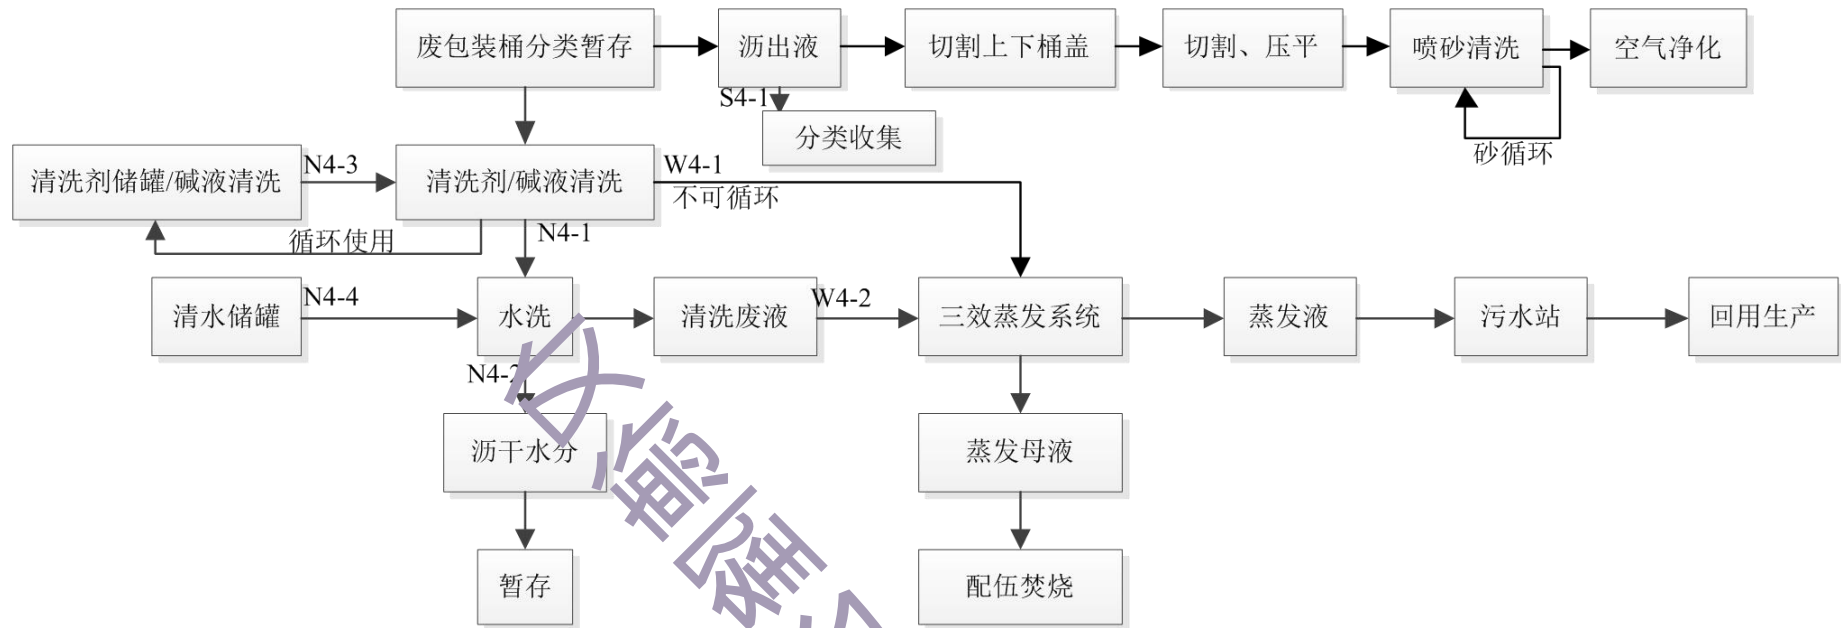 废包装桶分类暂存
沥出液
切割上下桶盖
切割、压平
喷砂清洗
空气净化
S4-1
分类收集
砂循环
清洗剂储罐/碱液清洗
N4-3
清洗剂/碱液清洗
W4-1
不可循环
循环使用
N4-1
清水储罐
N4-4
水洗
清洗废液
W4-2
三效蒸发系统
蒸发液
污水站
回用生产
N4-2
沥干水分
蒸发母液
暂存
配伍焚烧